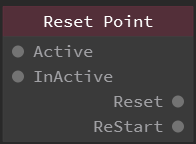 Reset Point
Active
InActive
Reset
ReStart